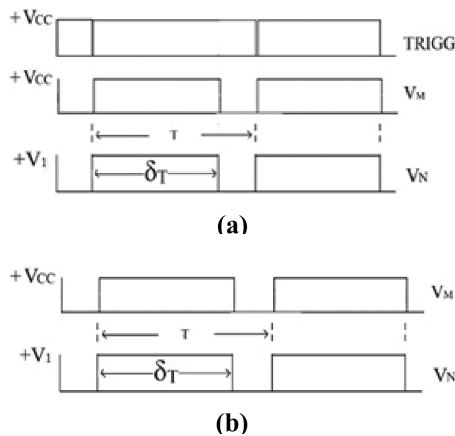 +VCC
TRIGG
+VCC
VM
T
+V1
δT
VN
(a)
+VCC
VM
T
+V1
δT
VN
(b)